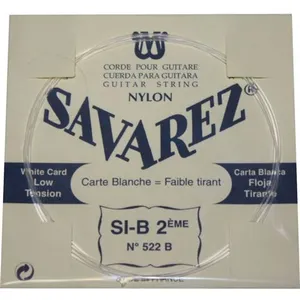 CORDE POUR GUITARE
CUERDA PARA GUITARA
GUITAR STRING
NYLON
SAVAREZ®
White Card
Low
Tension
Carte Blanche = Faible tirant
Carta Blanca
Floja
Tirante
SI-B 2ÈME
N° 522 B